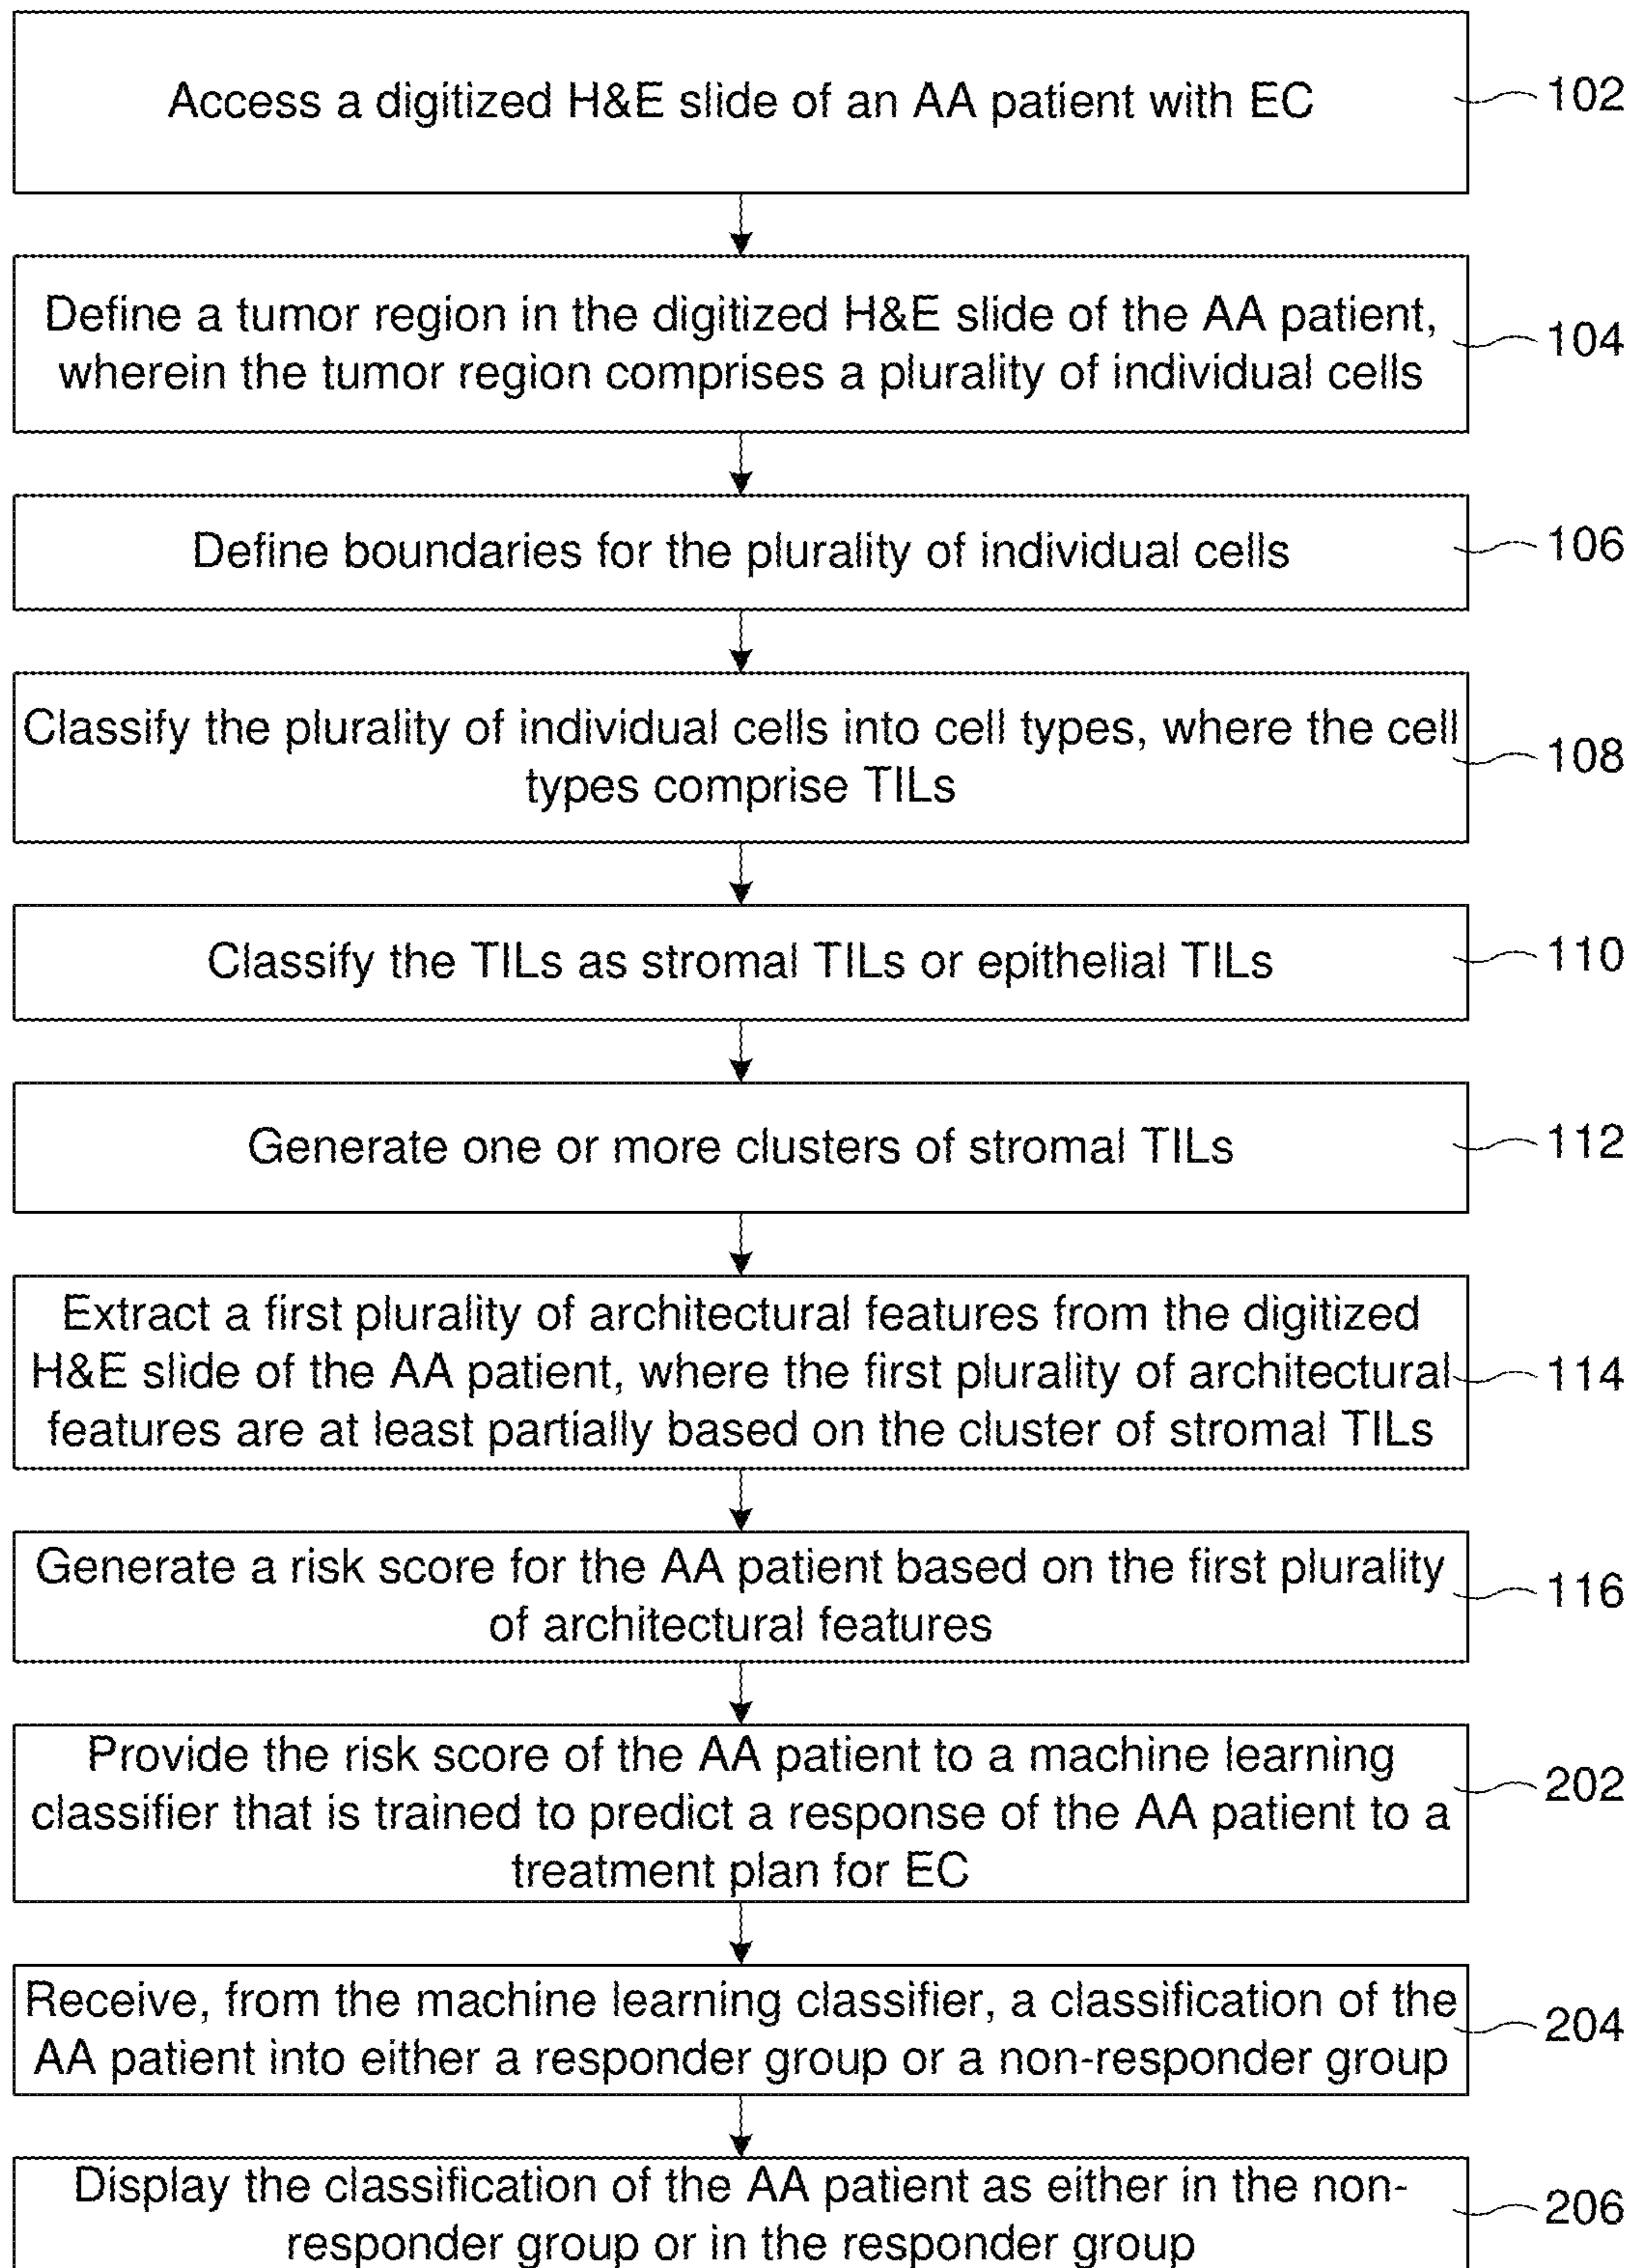 Access a digitized H&E slide of an AA patient with EC
102
Define a tumor region in the digitized H&E slide of the AA patient,
wherein the tumor region comprises a plurality of individual cells
104
Define boundaries for the plurality of individual cells
106
Classify the plurality of individual cells into cell types, where the cell
types comprise TILs
108
Classify the TILs as stromal TILs or epithelial TILs
110
Generate one or more clusters of stromal TILs
112
Extract a first plurality of architectural features from the digitized
H&E slide of the AA patient, where the first plurality of architectural
features are at least partially based on the cluster of stromal TILs
114
Generate a risk score for the AA patient based on the first plurality
of architectural features
116
Provide the risk score of the AA patient to a machine learning
classifier that is trained to predict a response of the AA patient to a
treatment plan for EC
202
Receive, from the machine learning classifier, a classification of the
AA patient into either a responder group or a non-responder group
204
Display the classification of the AA patient as either in the non-
responder group or in the responder group
206